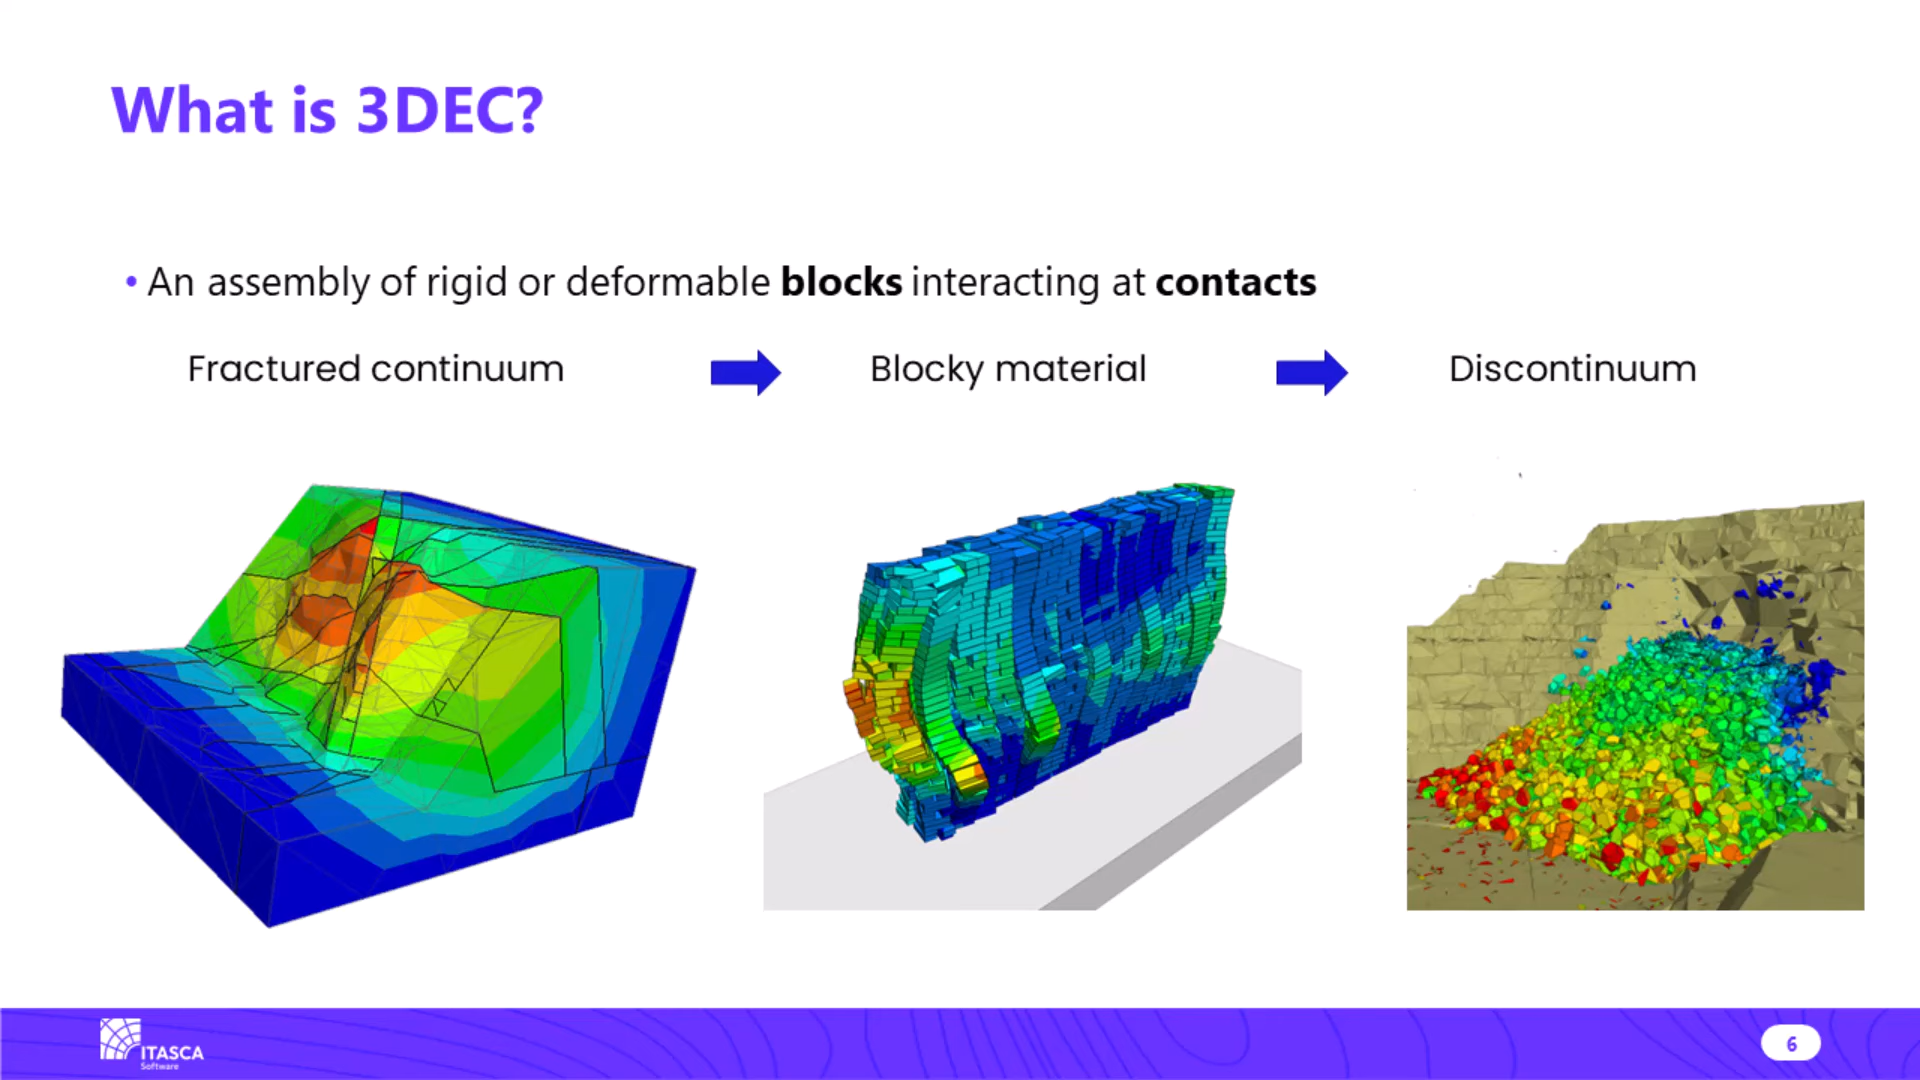 What is 3DEC?
• An assembly of rigid or deformable blocks interacting at contacts
Fractured continuum
Blocky material
Discontinuum
ITASCA
Software
6